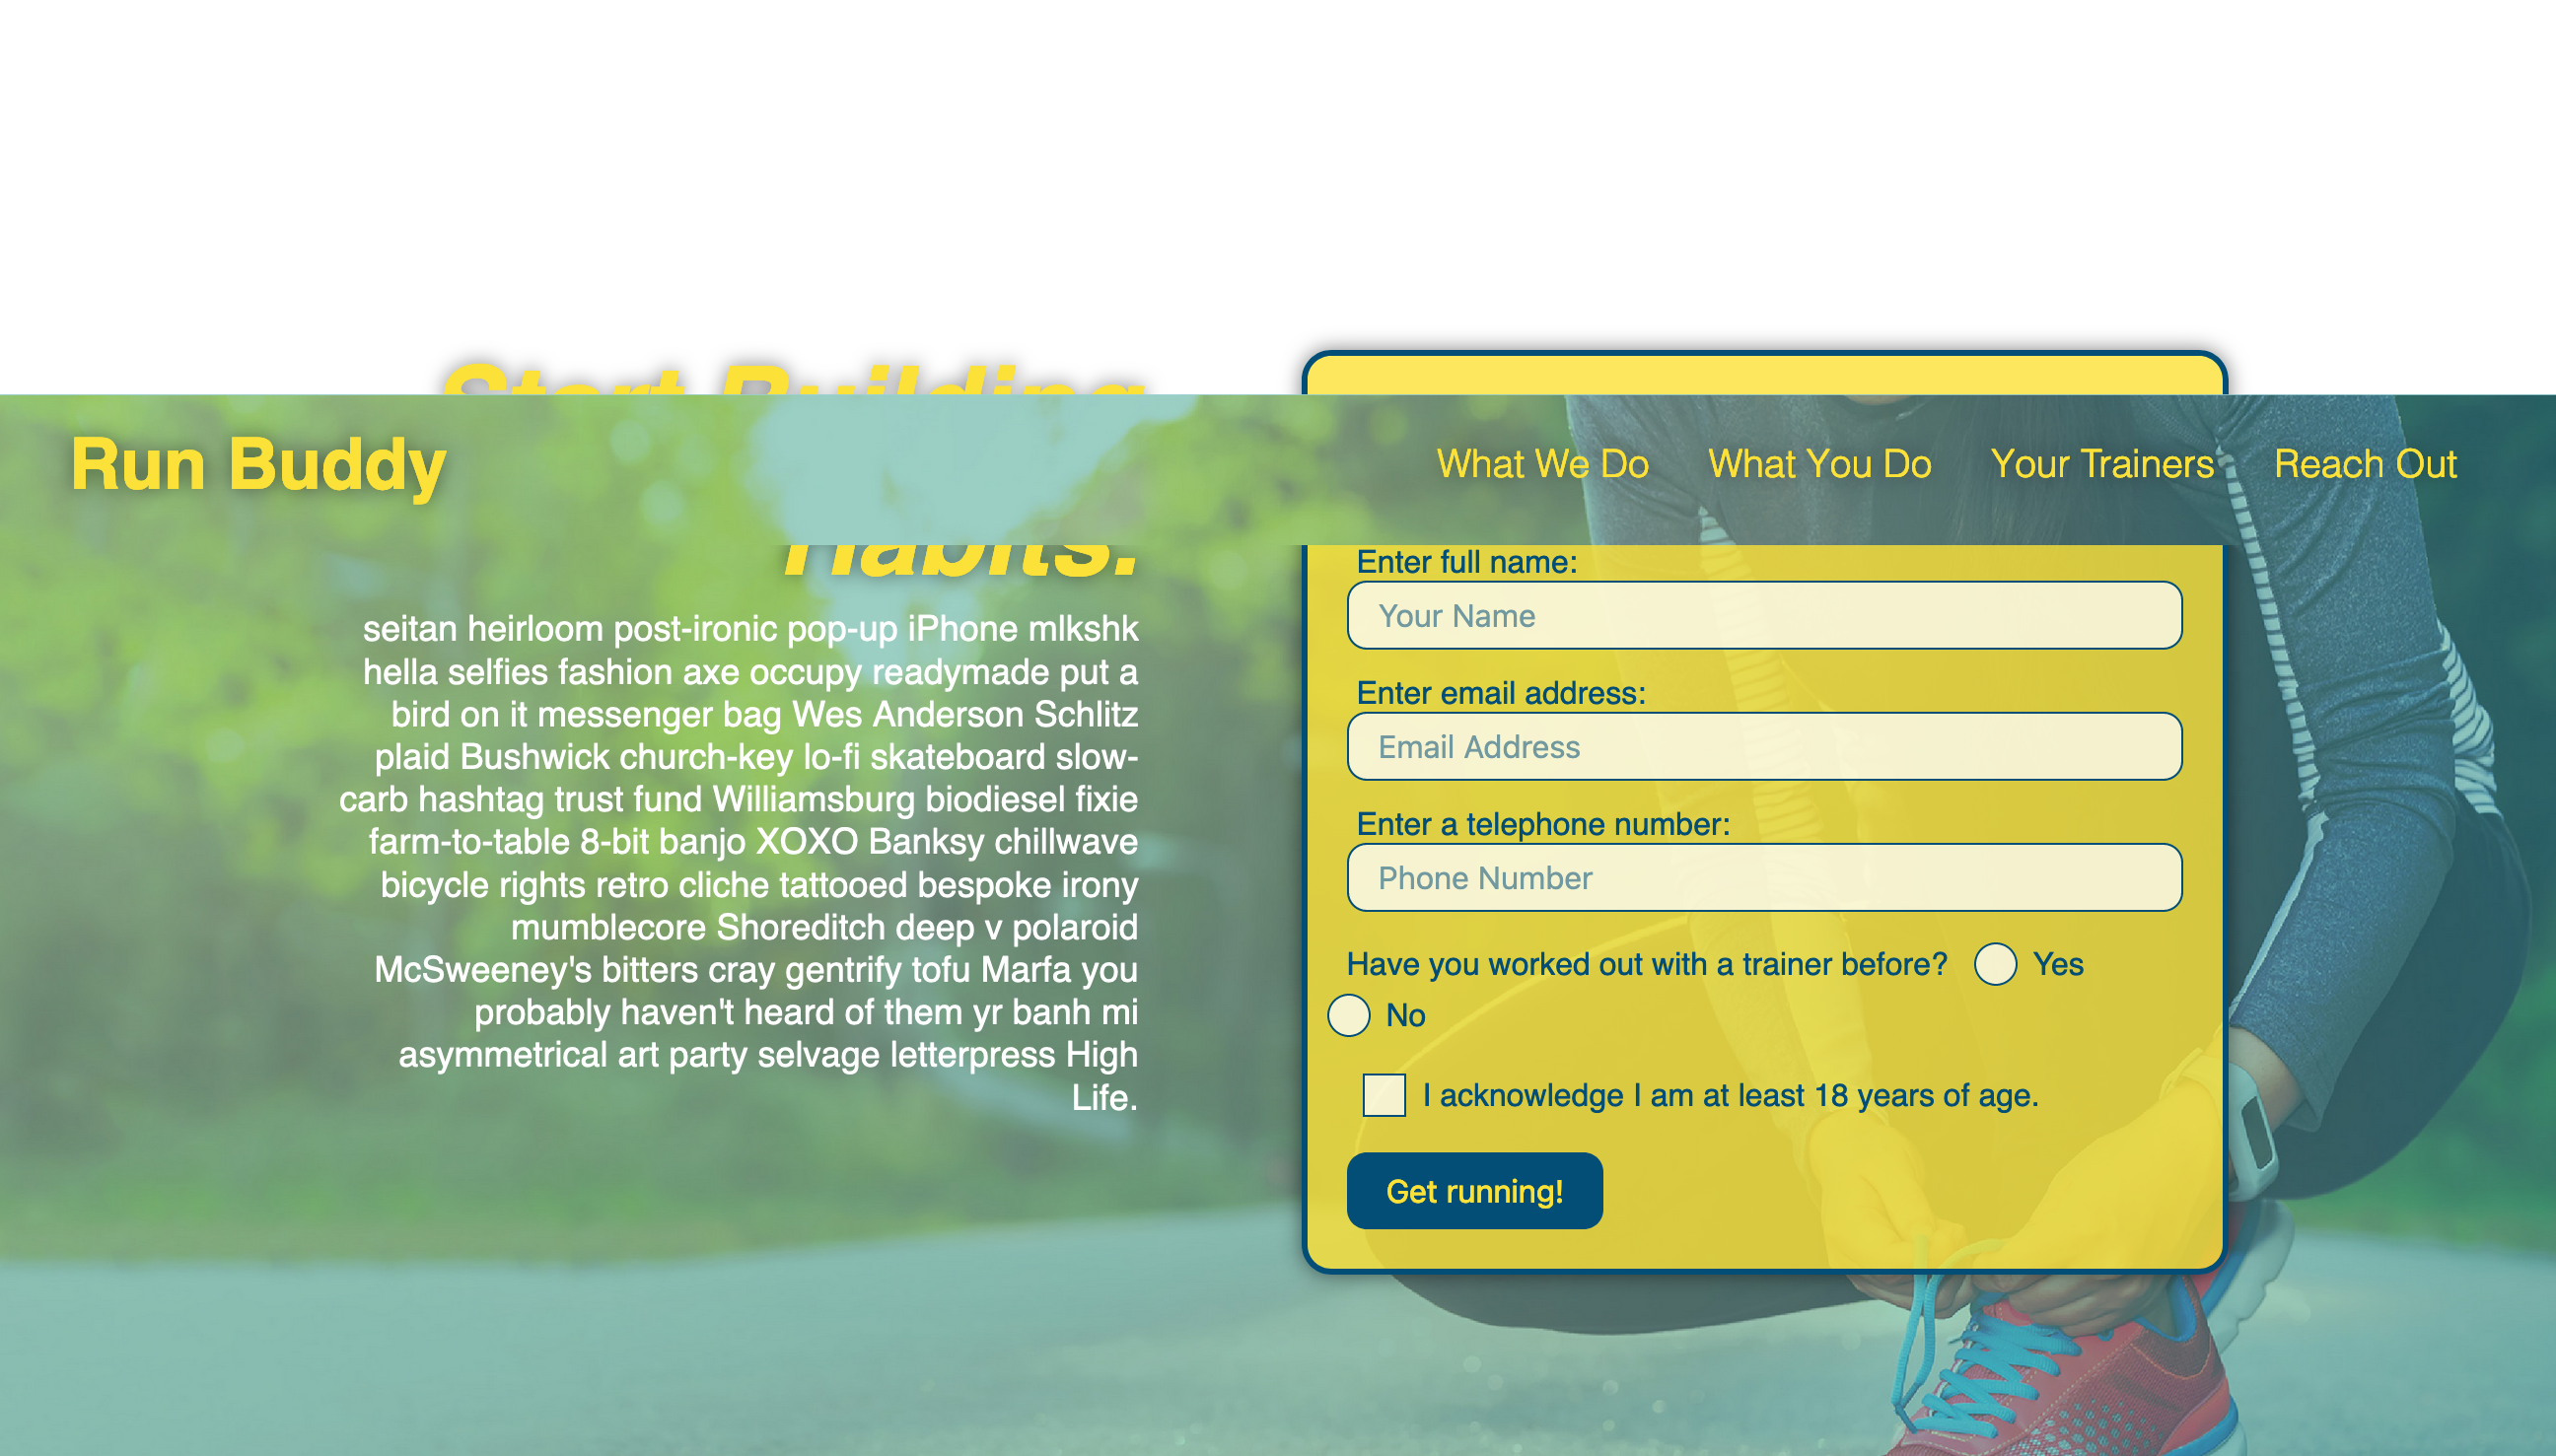 Start Building
Run Buddy
What We Do What You Do Your Trainers Reach Out
Habits.
seitan heirloom post-ironic pop-up iPhone mlkshk
hella selfies fashion axe occupy readymade put a
bird on it messenger bag Wes Anderson Schlitz
plaid Bushwick church-key lo-fi skateboard slow-
carb hashtag trust fund Williamsburg biodiesel fixie
farm-to-table 8-bit banjo XOXO Banksy chillwave
bicycle rights retro cliche tattooed bespoke irony
mumblecore Shoreditch deep v polaroid
McSweeney's bitters cray gentrify tofu Marfa you
probably haven't heard of them yr banh mi
asymmetrical art party selvage letterpress High
Life.
Enter full name:
Your Name
Enter email address:
Email Address
Enter a telephone number:
Phone Number
Have you worked out with a trainer before? Yes
No
I acknowledge I am at least 18 years of age.
Get running!